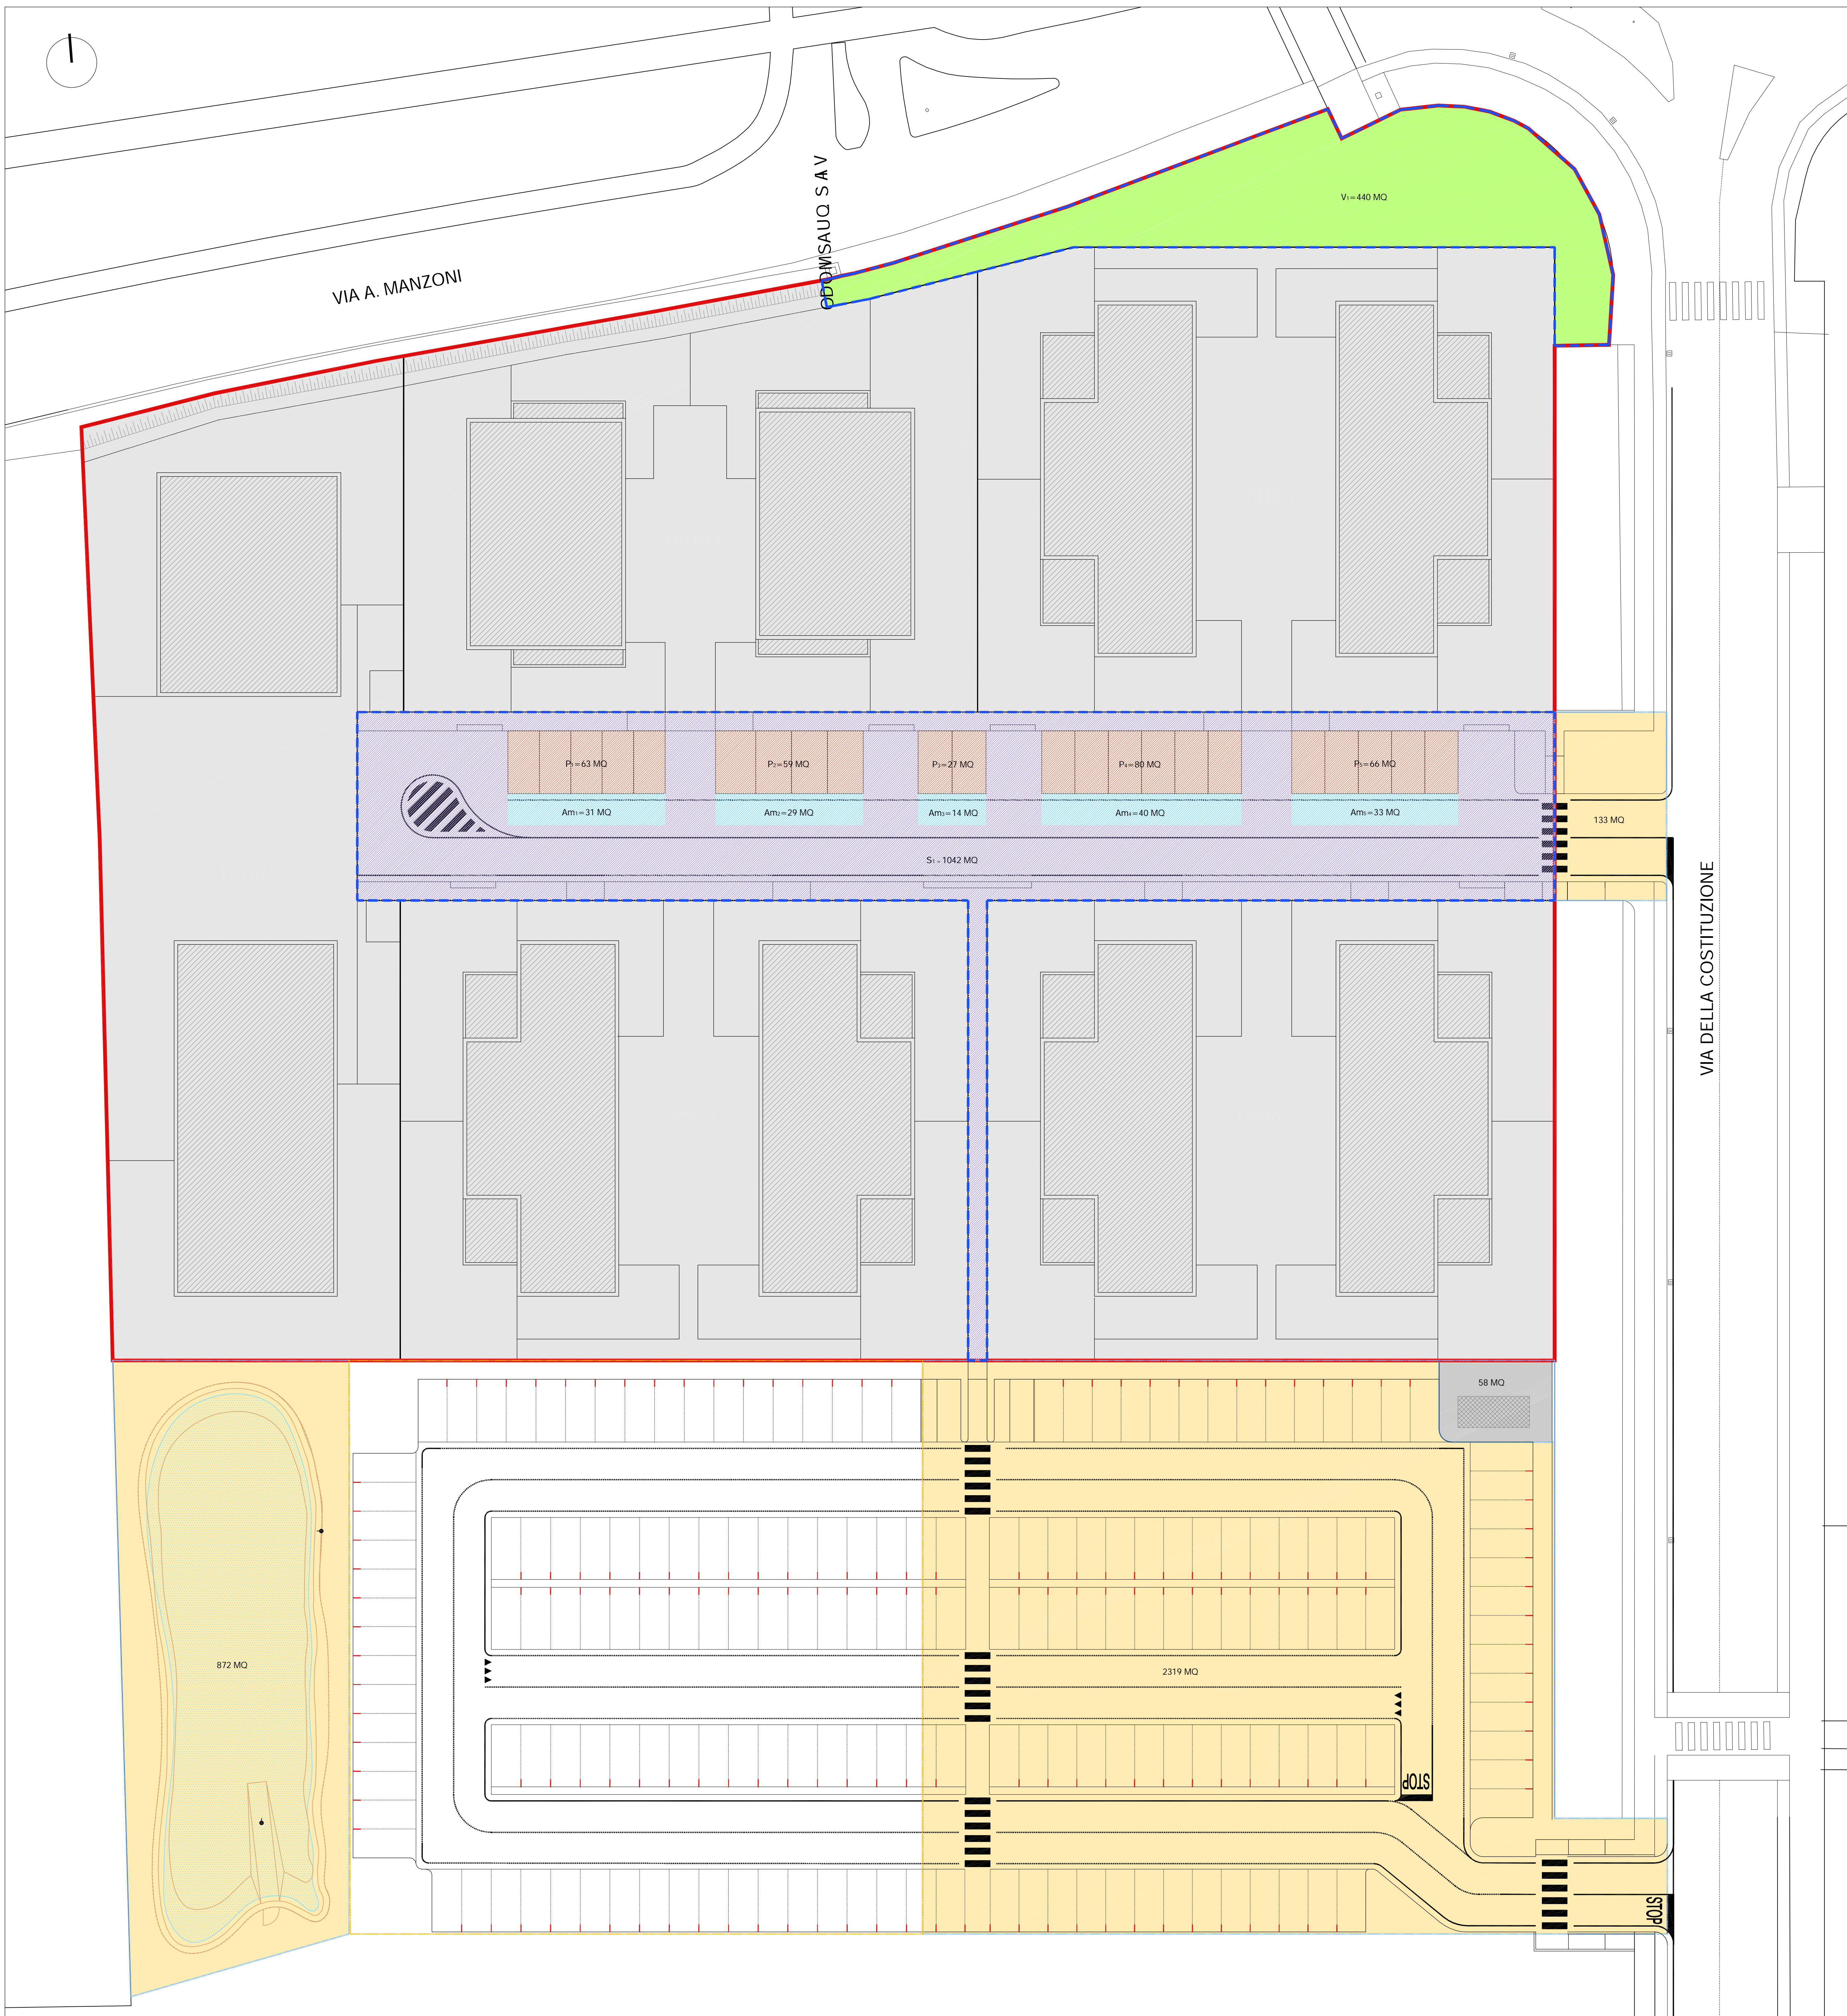 V₁=440 MQ
VIA A. MANZONI
V A S QUASIMODO
P₁=63 MQ
P₂=59 MQ
P₃=27 MQ
P₄=80 MQ
P₅=66 MQ
Am₁=31 MQ
Am₂=29 MQ
Am₃=14 MQ
Am₄=40 MQ
Am₅=33 MQ
133 MQ
S₁ = 1042 MQ
VIA DELLA COSTITUZIONE
58 MQ
872 MQ
2319 MQ
STOP
STOP